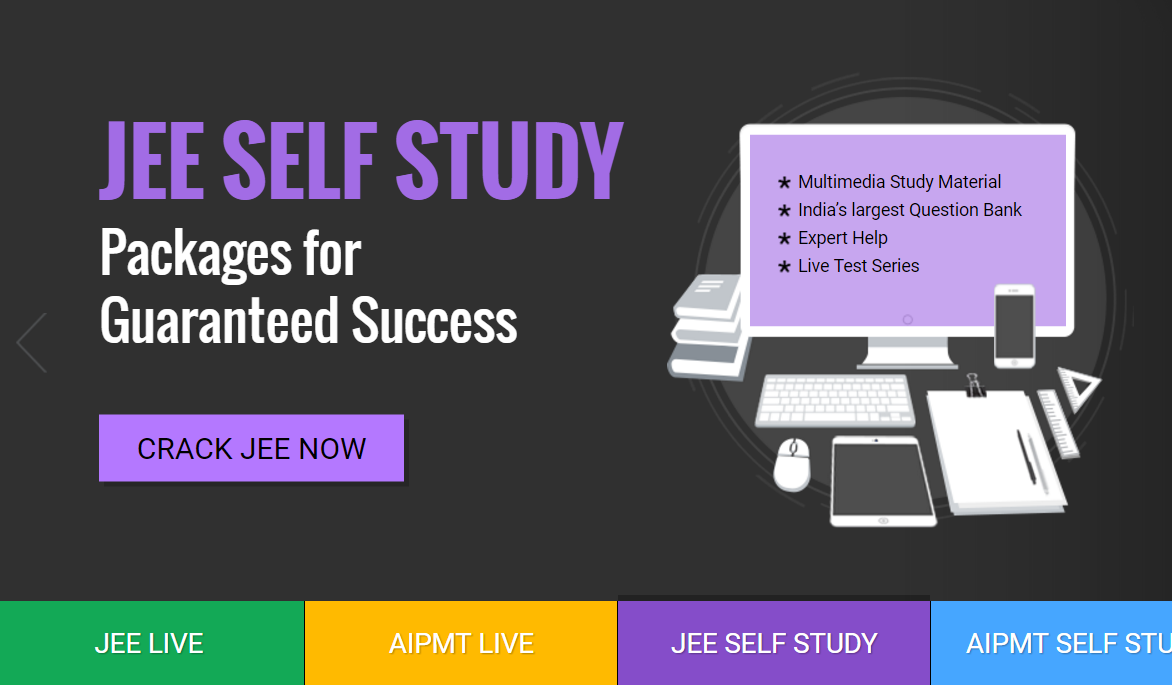 JEE SELF STUDY
Packages for
Guaranteed Success
CRACK JEE NOW
* Multimedia Study Material
* India’s largest Question Bank
* Expert Help
* Live Test Series
JEE LIVE
AIPMT LIVE
JEE SELF STUDY
AIPMT SELF STU